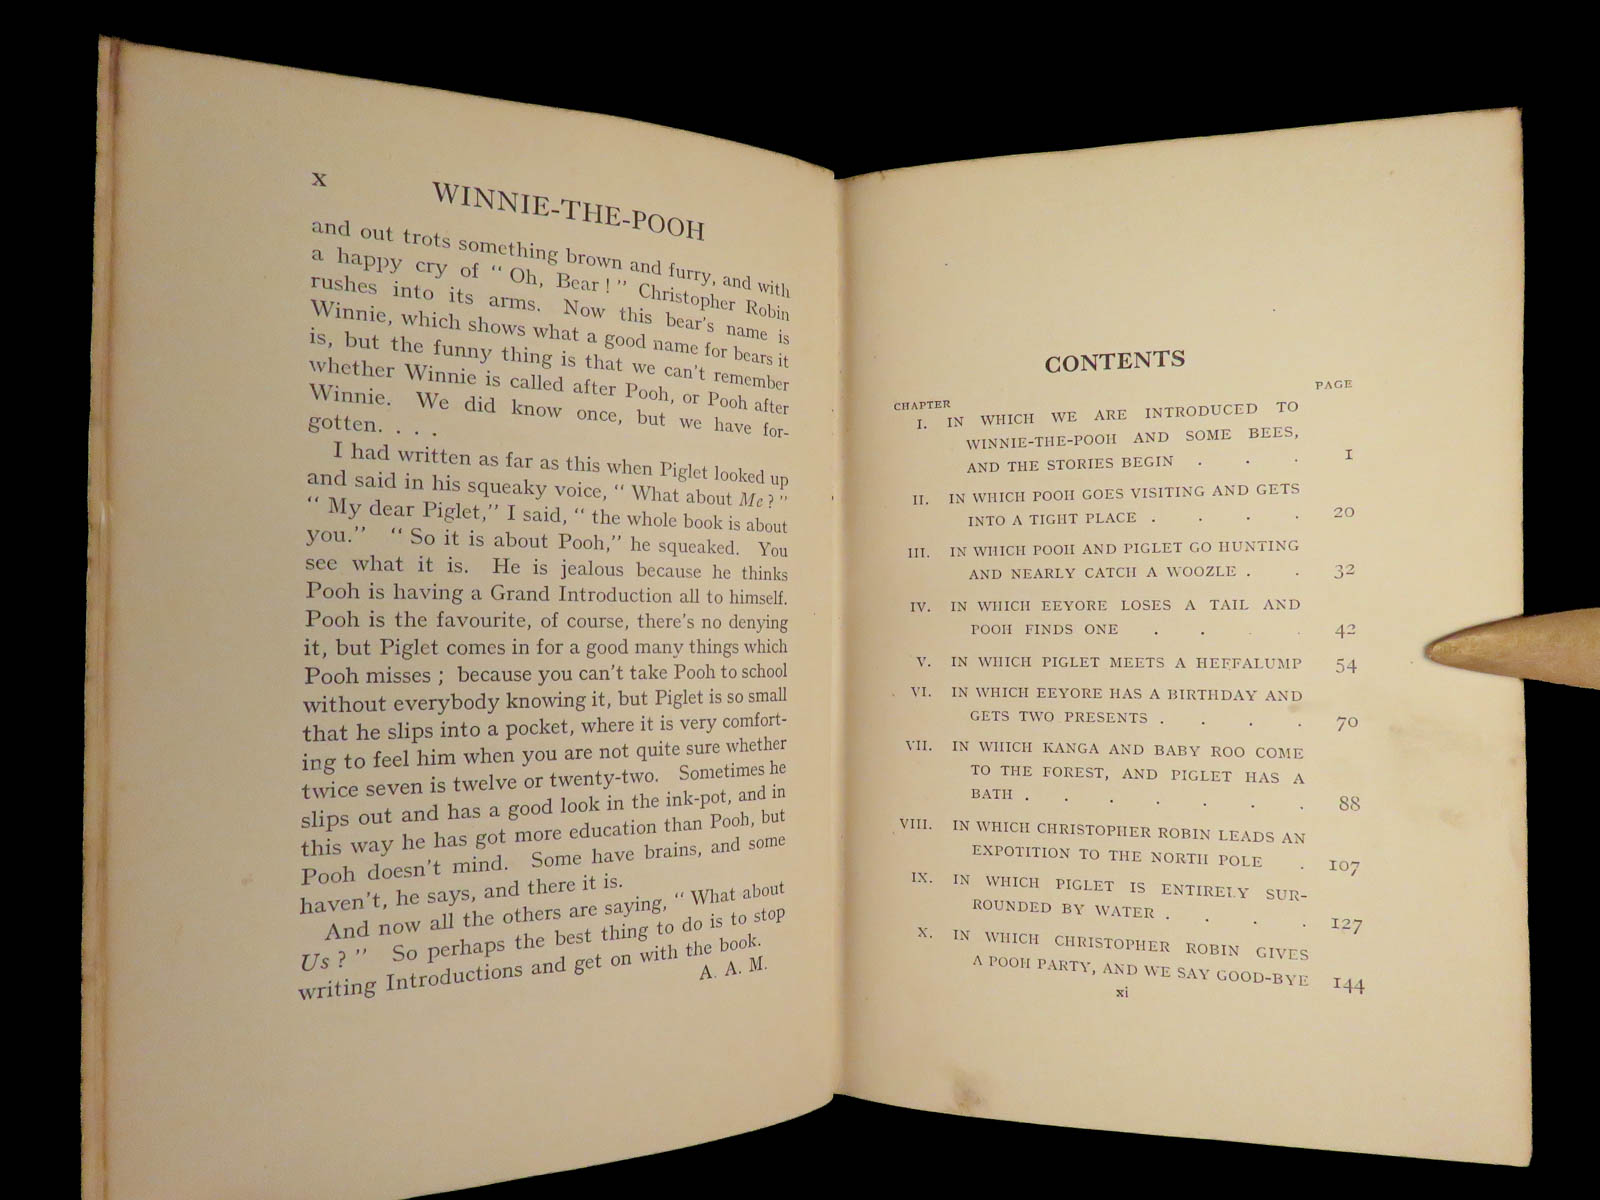 x
WINNIE-THE-POOH
and out trots something brown and furry, and with
a happy cry of “ Oh, Bear ! ” Christopher Robin
rushes into its arms. Now this bear’s name is
Winnie, which shows what a good name for bears it
is, but the funny thing is that we can’t remember
whether Winnie is called after Pooh, or Pooh after
Winnie. We did know once, but we have for-
gotten. . . .
I had written as far as this when Piglet looked up
and said in his squeaky voice, “ What about Me ? ”
“ My dear Piglet,” I said, “ the whole book is about
you.” “ So it is about Pooh,” he squeaked. You
see what it is. He is jealous because he thinks
Pooh is having a Grand Introduction all to himself.
Pooh is the favourite, of course, there’s no denying
it, but Piglet comes in for a good many things which
Pooh misses ; because you can’t take Pooh to school
without everybody knowing it, but Piglet is so small
that he slips into a pocket, where it is very comfort-
ing to feel him when you are not quite sure whether
twice seven is twelve or twenty-two. Sometimes he
slips out and has a good look in the ink-pot, and in
this way he has got more education than Pooh, but
Pooh doesn’t mind. Some have brains, and some
haven’t, he says, and there it is.
And now all the others are saying, “ What about
Us ? ” So perhaps the best thing to do is to stop
writing Introductions and get on with the book.
A. A. M.
CONTENTS
CHAPTER PAGE
I. IN WHICH WE ARE INTRODUCED TO
WINNIE-THE-POOH AND SOME BEES,
AND THE STORIES BEGIN . . . 1
II. IN WHICH POOH GOES VISITING AND GETS
INTO A TIGHT PLACE . . . . 20
III. IN WHICH POOH AND PIGLET GO HUNTING
AND NEARLY CATCH A WOOZLE . . 32
IV. IN WHICH EEYORE LOSES A TAIL AND
POOH FINDS ONE . . . . 42
V. IN WHICH PIGLET MEETS A HEFFALUMP 54
VI. IN WHICH EEYORE HAS A BIRTHDAY AND
GETS TWO PRESENTS . . . . 70
VII. IN WHICH KANGA AND BABY ROO COME
TO THE FOREST, AND PIGLET HAS A
BATH . . . . . . . 88
VIII. IN WHICH CHRISTOPHER ROBIN LEADS AN
EXPOTITION TO THE NORTH POLE . 107
IX. IN WHICH PIGLET IS ENTIRELY SUR-
ROUNDED BY WATER . . . . 127
X. IN WHICH CHRISTOPHER ROBIN GIVES
A POOH PARTY, AND WE SAY GOOD-BYE 144
xi